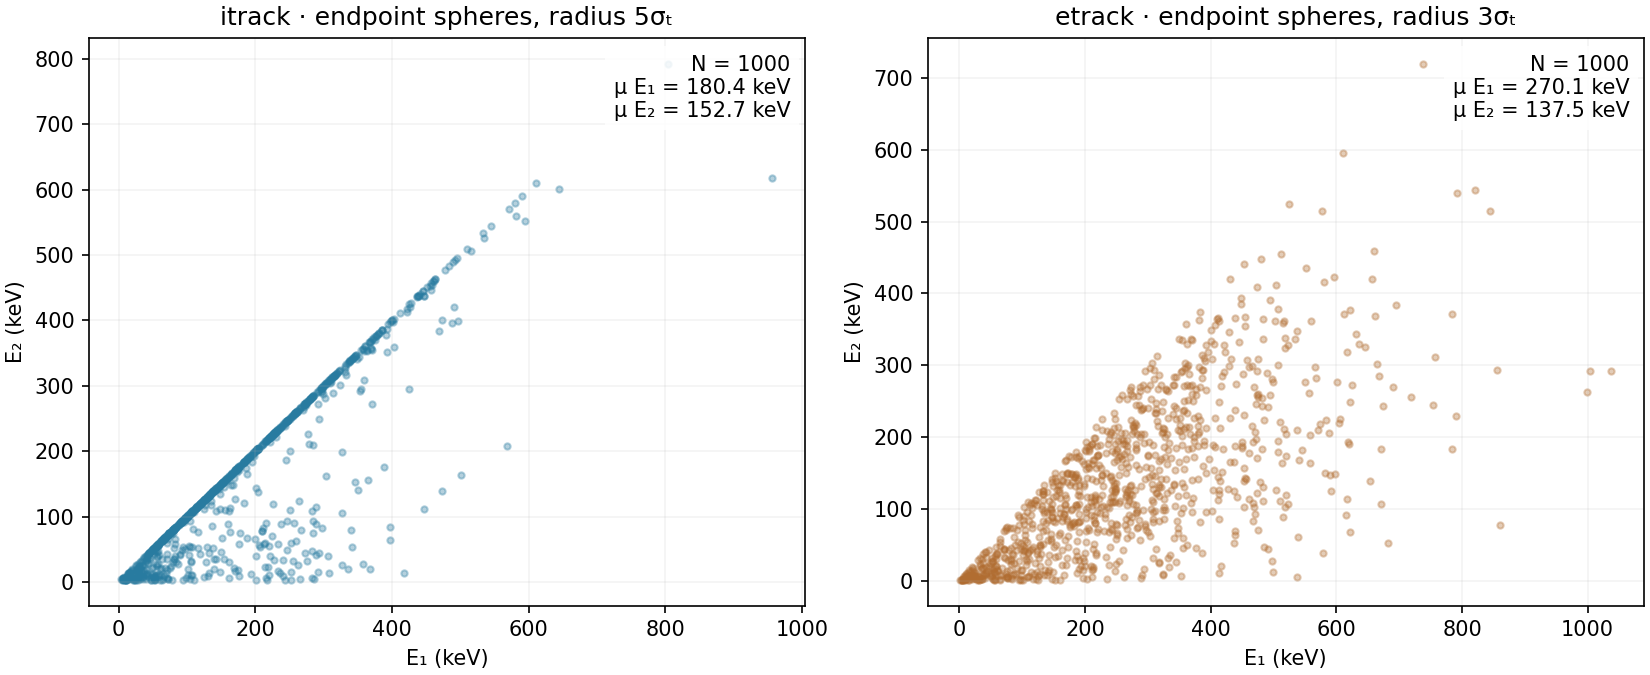 itrack · endpoint spheres, radius 5σₜ
N = 1000
μ E₁ = 180.4 keV
μ E₂ = 152.7 keV
E₂ (keV)
800
700
600
500
400
300
200
100
0
0 200 400 600 800 1000
E₁ (keV)
etrack · endpoint spheres, radius 3σₜ
N = 1000
μ E₁ = 270.1 keV
μ E₂ = 137.5 keV
E₂ (keV)
700
600
500
400
300
200
100
0
0 200 400 600 800 1000
E₁ (keV)